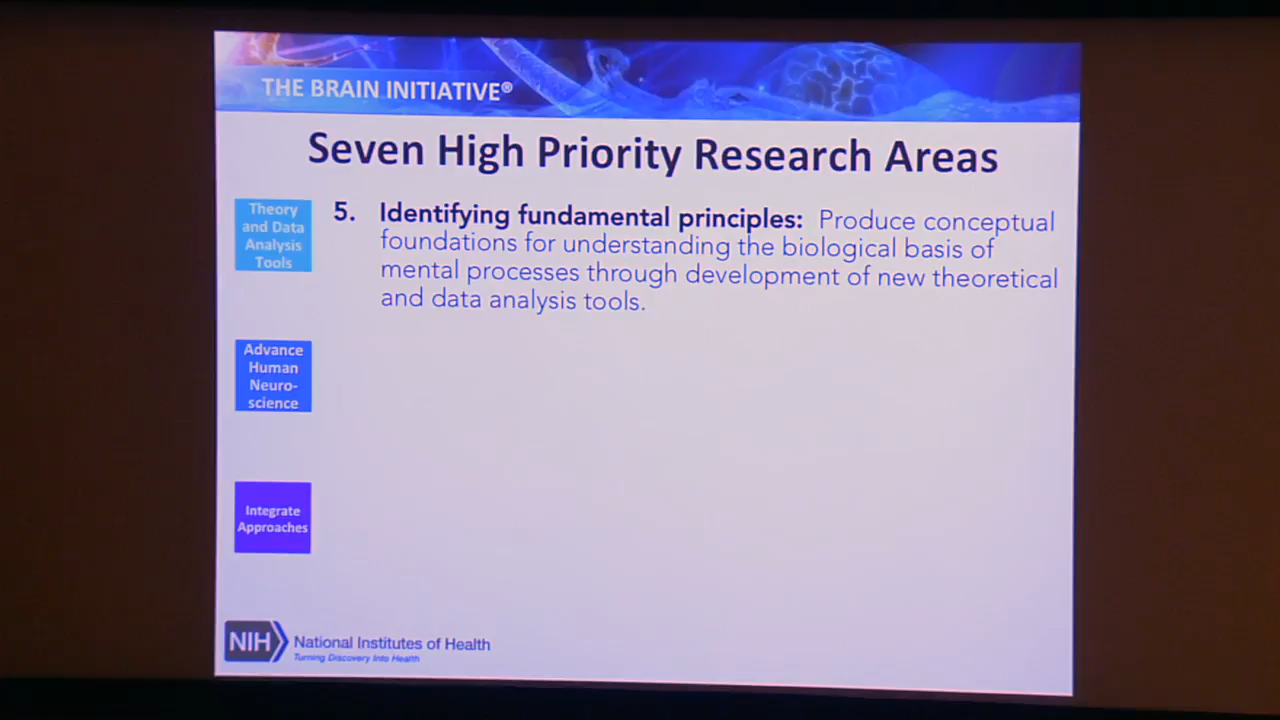 THE BRAIN INITIATIVE®
Seven High Priority Research Areas
Theory
and Data
Analysis
Tools
5. Identifying fundamental principles: Produce conceptual
foundations for understanding the biological basis of
mental processes through development of new theoretical
and data analysis tools.
Advance
Human
Neuro-
science
Integrate
Approaches
NIH
National Institutes of Health
Turning Discovery Into Health